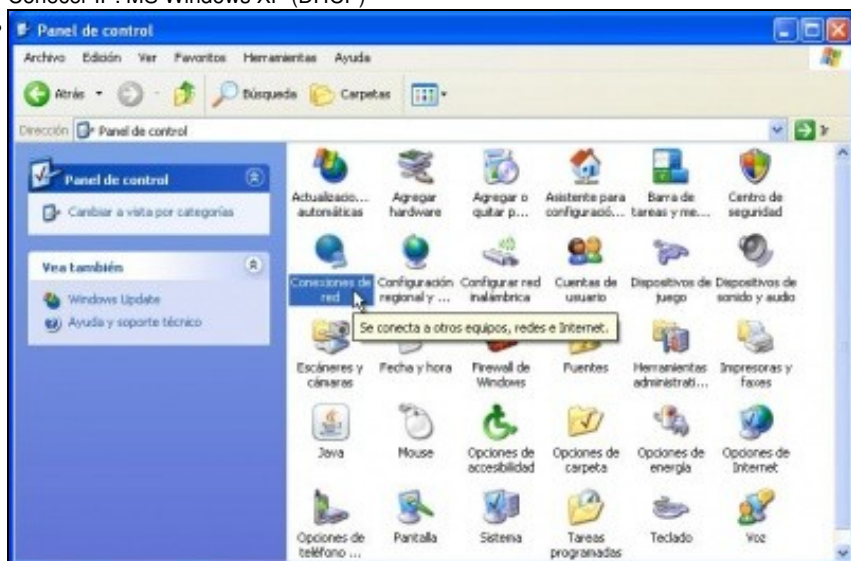 Conocer IP: MS Windows XP (DHCP)
Panel de control
Archivo Edición Ver Favoritos Herramientas Ayuda
Atrás Búsqueda Carpetas
Dirección Panel de control
Panel de control
Cambiar a vista por categorías
Vea también
Windows Update
Ayuda y soporte técnico
Actualizacio...
automáticas
Agregar
hardware
Agregar o
quitar p...
Asistente para
configuració...
Barra de
tareas y me...
Centro de
seguridad
Conexiones de
red
Configuración
regional y ...
Configurar red
inalámbrica
Cuentas de
usuario
Dispositivos de
juego
Dispositivos de
sonido y audio
Se conecta a otros equipos, redes e Internet.
Escáneres y
cámaras
Fecha y hora
Firewall de
Windows
Fuentes
Herramientas
administrati...
Impresoras y
faxes
Java
Mouse
Opciones de
accesibilidad
Opciones de
carpeta
Opciones de
energía
Opciones de
Internet
Opciones de
teléfono ...
Pantalla
Sistema
Tareas
programadas
Teclado
Voz